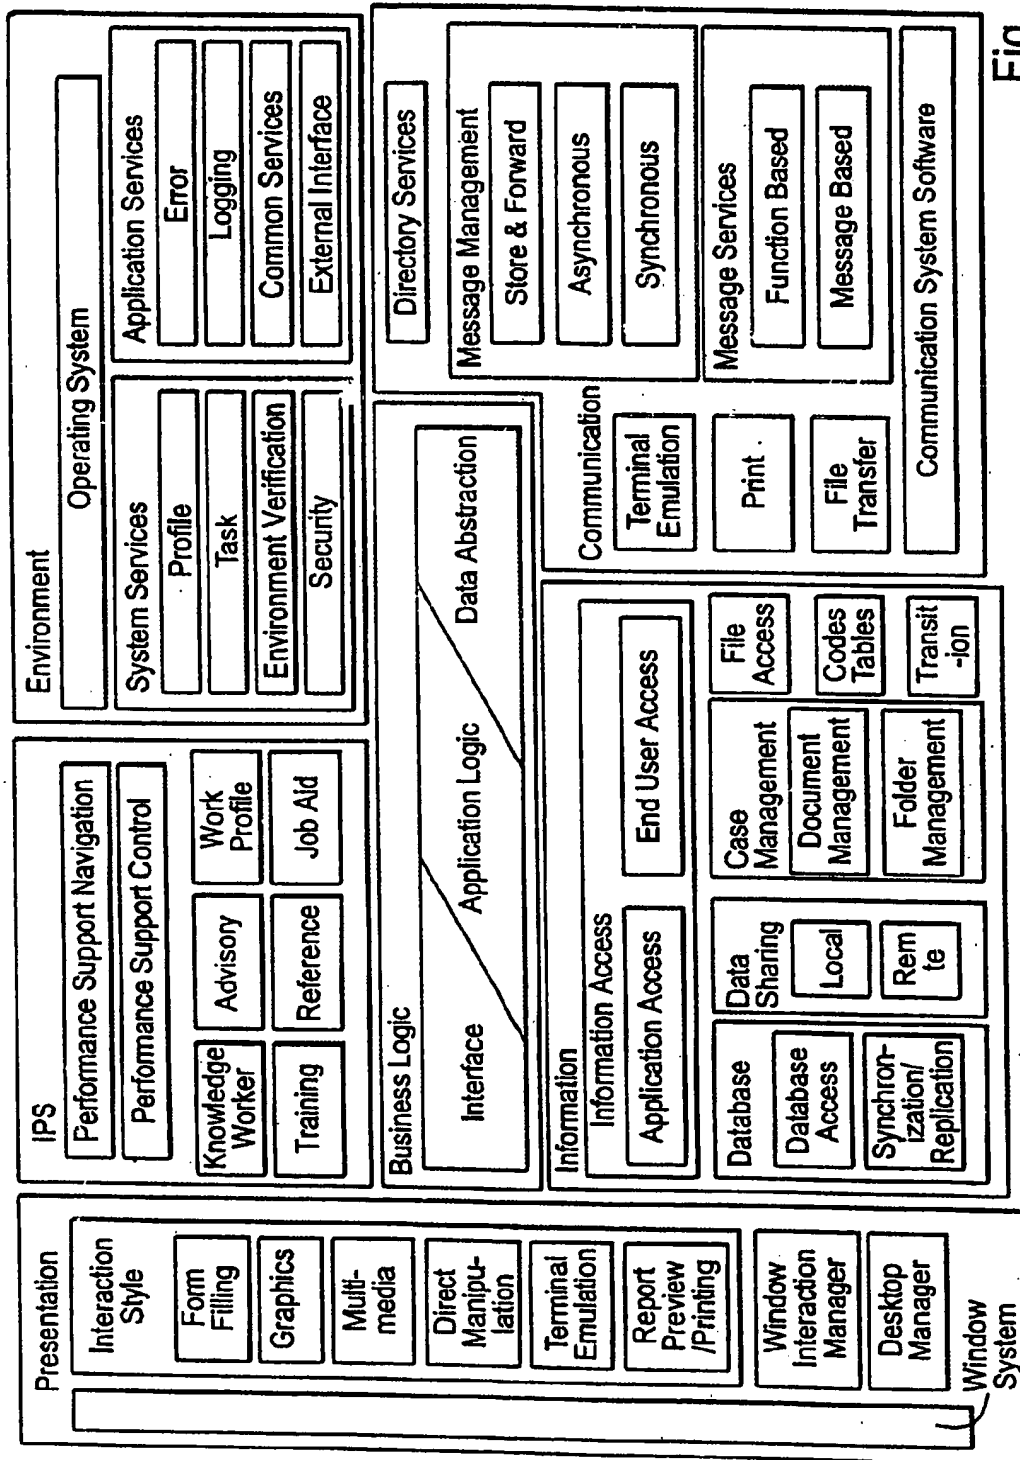 Presentation
Interaction
Style
Form
Filling
Graphics
Multi-
media
Direct
Manipu-
lation
Terminal
Emulation
Report
Preview
/Printing
Window
Interaction
Manager
Desktop
Manager
Window
System
IPS
Performance Support Navigation
Performance Support Control
Knowledge
Worker
Advisory
Work
Profile
Training
Reference
Job Aid
Environment
Operating System
System Services
Profile
Task
Environment Verification
Security
Application Services
Error
Logging
Common Services
External Interface
Business Logic
Interface
Application Logic
Data Abstraction
Information
Information Access
Application Access
End User Access
Database
Database
Access
Synchron-
ization/
Replication
Data
Sharing
Local
Rem
te
Case
Management
Document
Management
Folder
Management
File
Access
Codes
Tables
Transit
-ion
Communication
Terminal
Emulation
Print
File
Transfer
Directory Services
Message Management
Store & Forward
Asynchronous
Synchronous
Message Services
Function Based
Message Based
Communication System Software
Fig